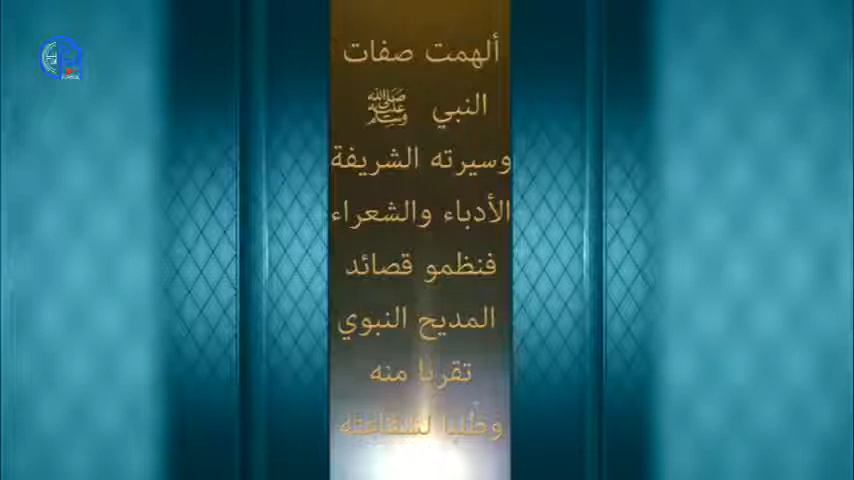 ألهمت صفات
النبي ﷺ
وسيرته الشريفة
الأدباء والشعراء
فنظمو قصائد
المديح النبوي
تقربا منه
وطلبا لشفاعته